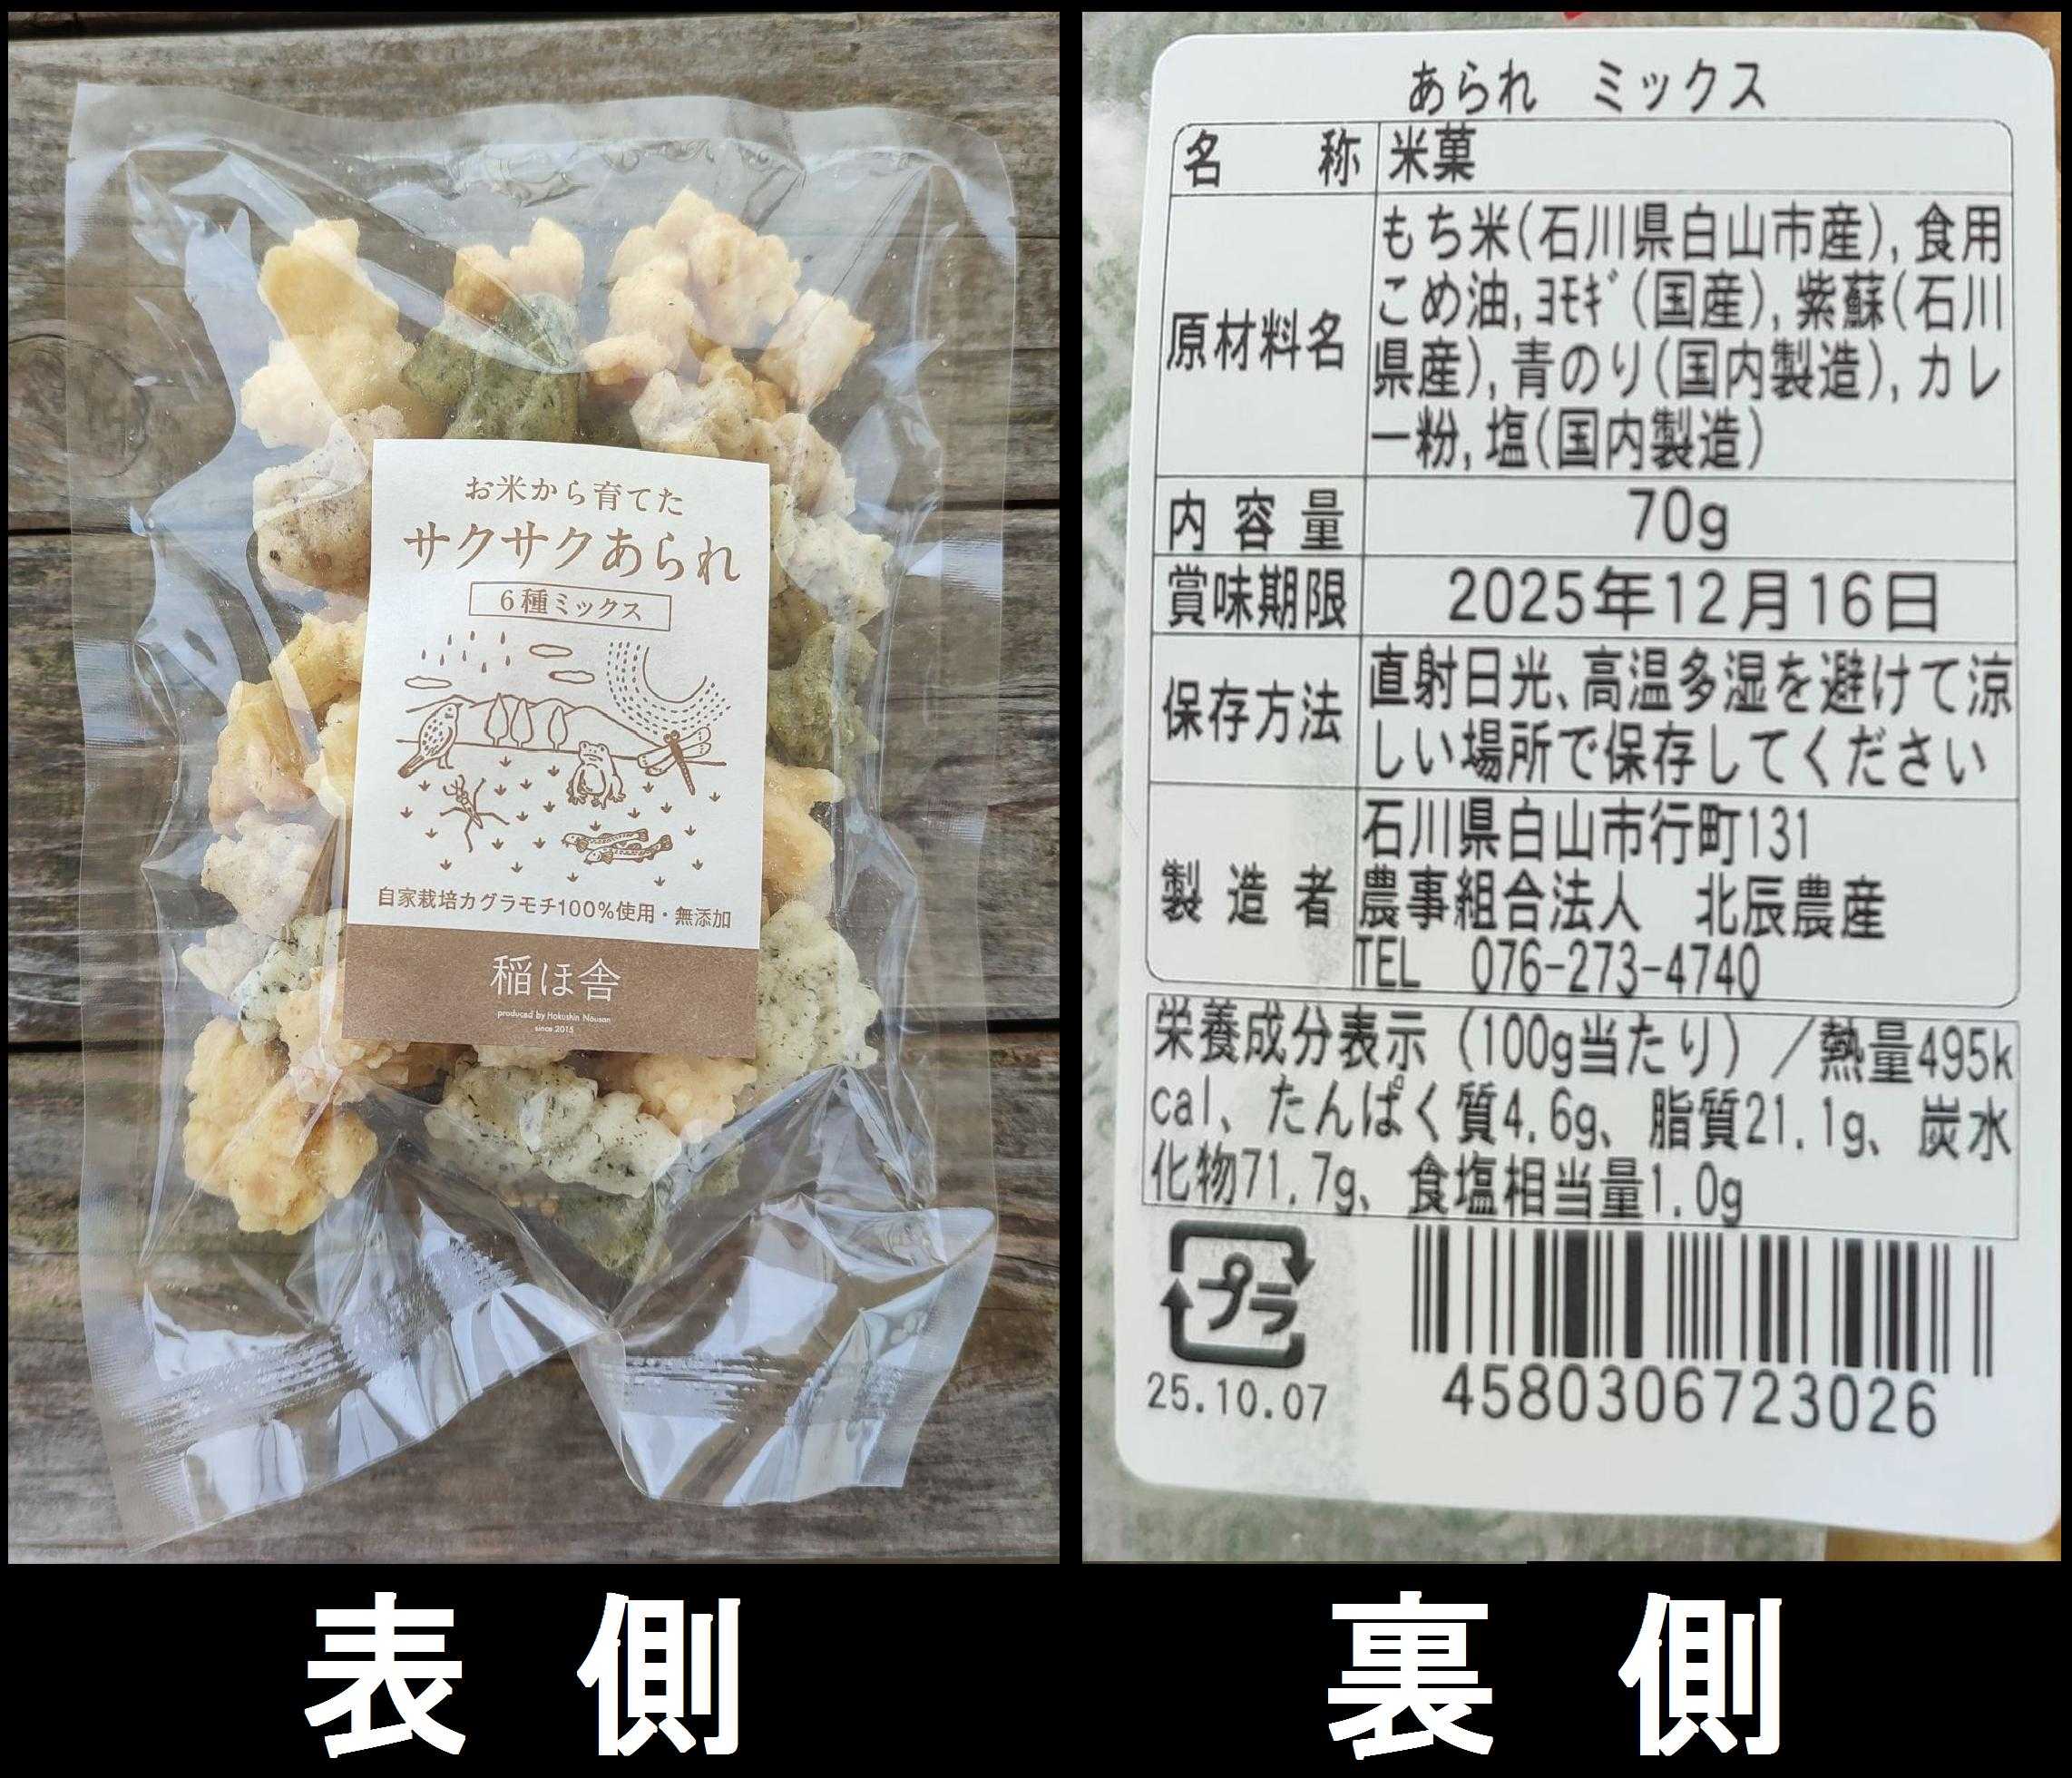 お米から育てた
サクサクあられ
6種ミックス
自家栽培カグラモチ100%使用・無添加
稲ほ舎
produced by Hokushin Nousan
since 2015
表側
あられ ミックス
名称 米菓
原材料名 もち米(石川県白山市産),食用
こめ油,ﾖﾓｷﾞ(国産),紫蘇(石川
県産),青のり(国内製造),カレ
ー粉,塩(国内製造)
内容量 70g
賞味期限 2025年12月16日
保存方法 直射日光、高温多湿を避けて涼
しい場所で保存してください
製造者 石川県白山市行町131
農事組合法人 北辰農産
TEL 076-273-4740
栄養成分表示(100g当たり)/熱量495k
cal、たんぱく質4.6g、脂質21.1g、炭水
化物71.7g、食塩相当量1.0g
プラ
25.10.07
4580306723026
裏側